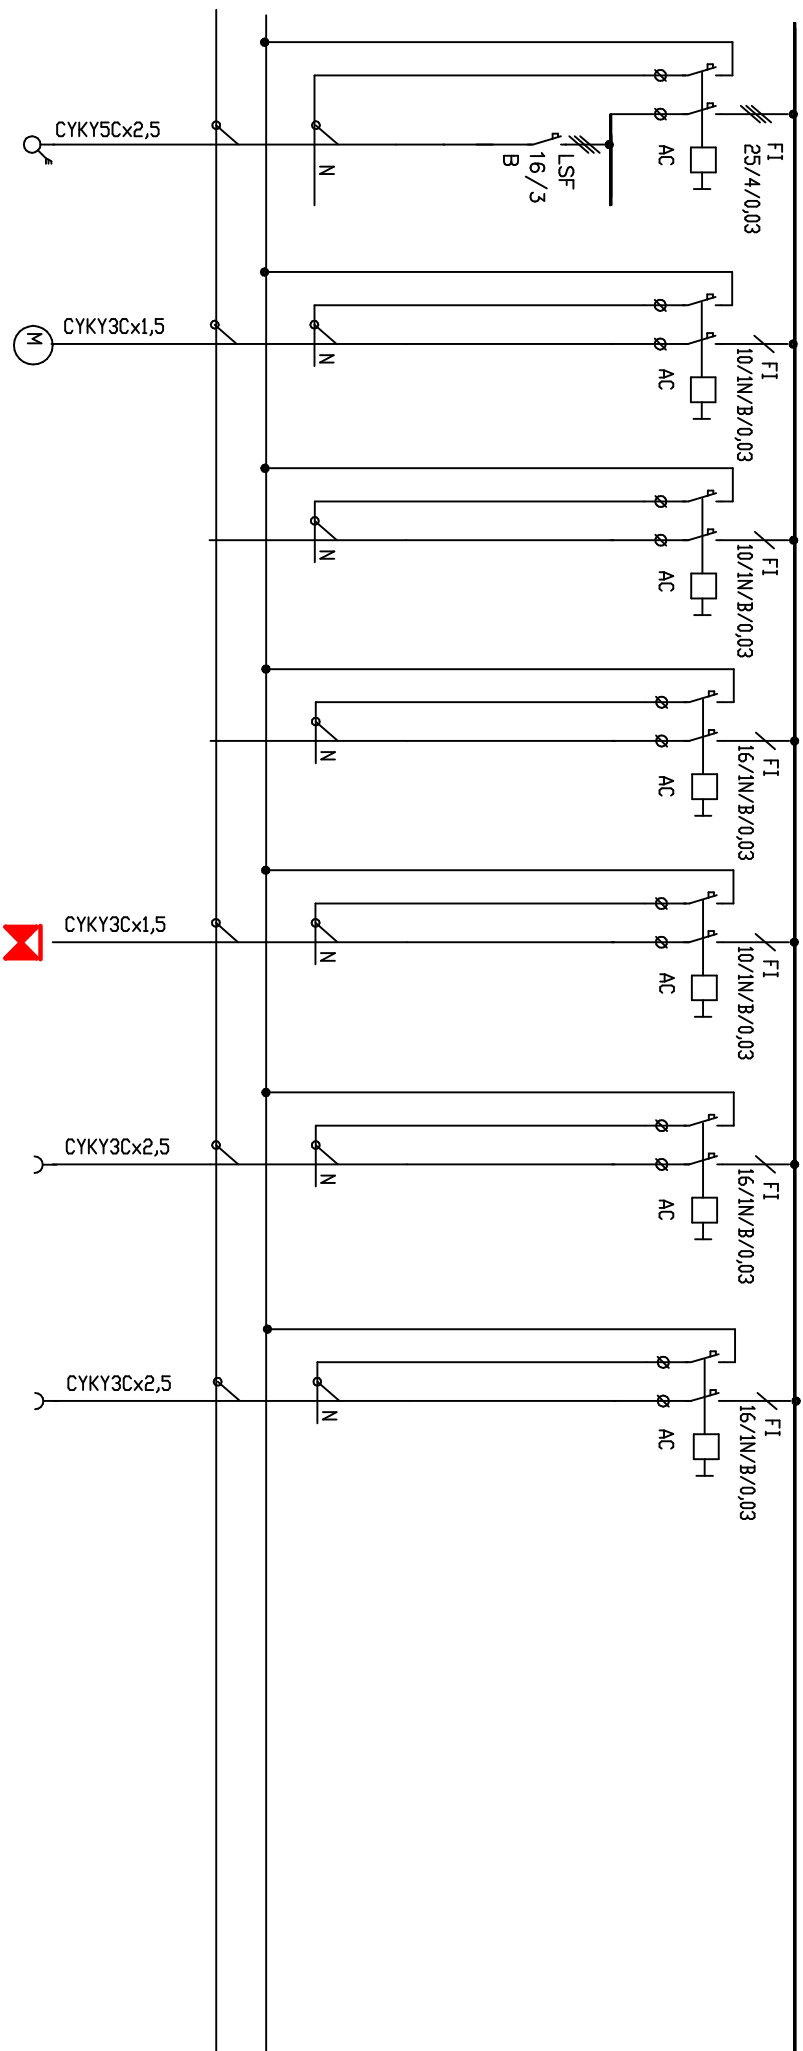 FI
25/4/0,03
AC
CYKY5Cx2,5
LSF
16/3
B
N
FI
10/1N/B/0,03
AC
CYKY3Cx1,5
M
N
FI
10/1N/B/0,03
AC
N
FI
16/1N/B/0,03
AC
N
FI
10/1N/B/0,03
AC
CYKY3Cx1,5
N
FI
16/1N/B/0,03
AC
CYKY3Cx2,5
N
FI
16/1N/B/0,03
AC
CYKY3Cx2,5
N